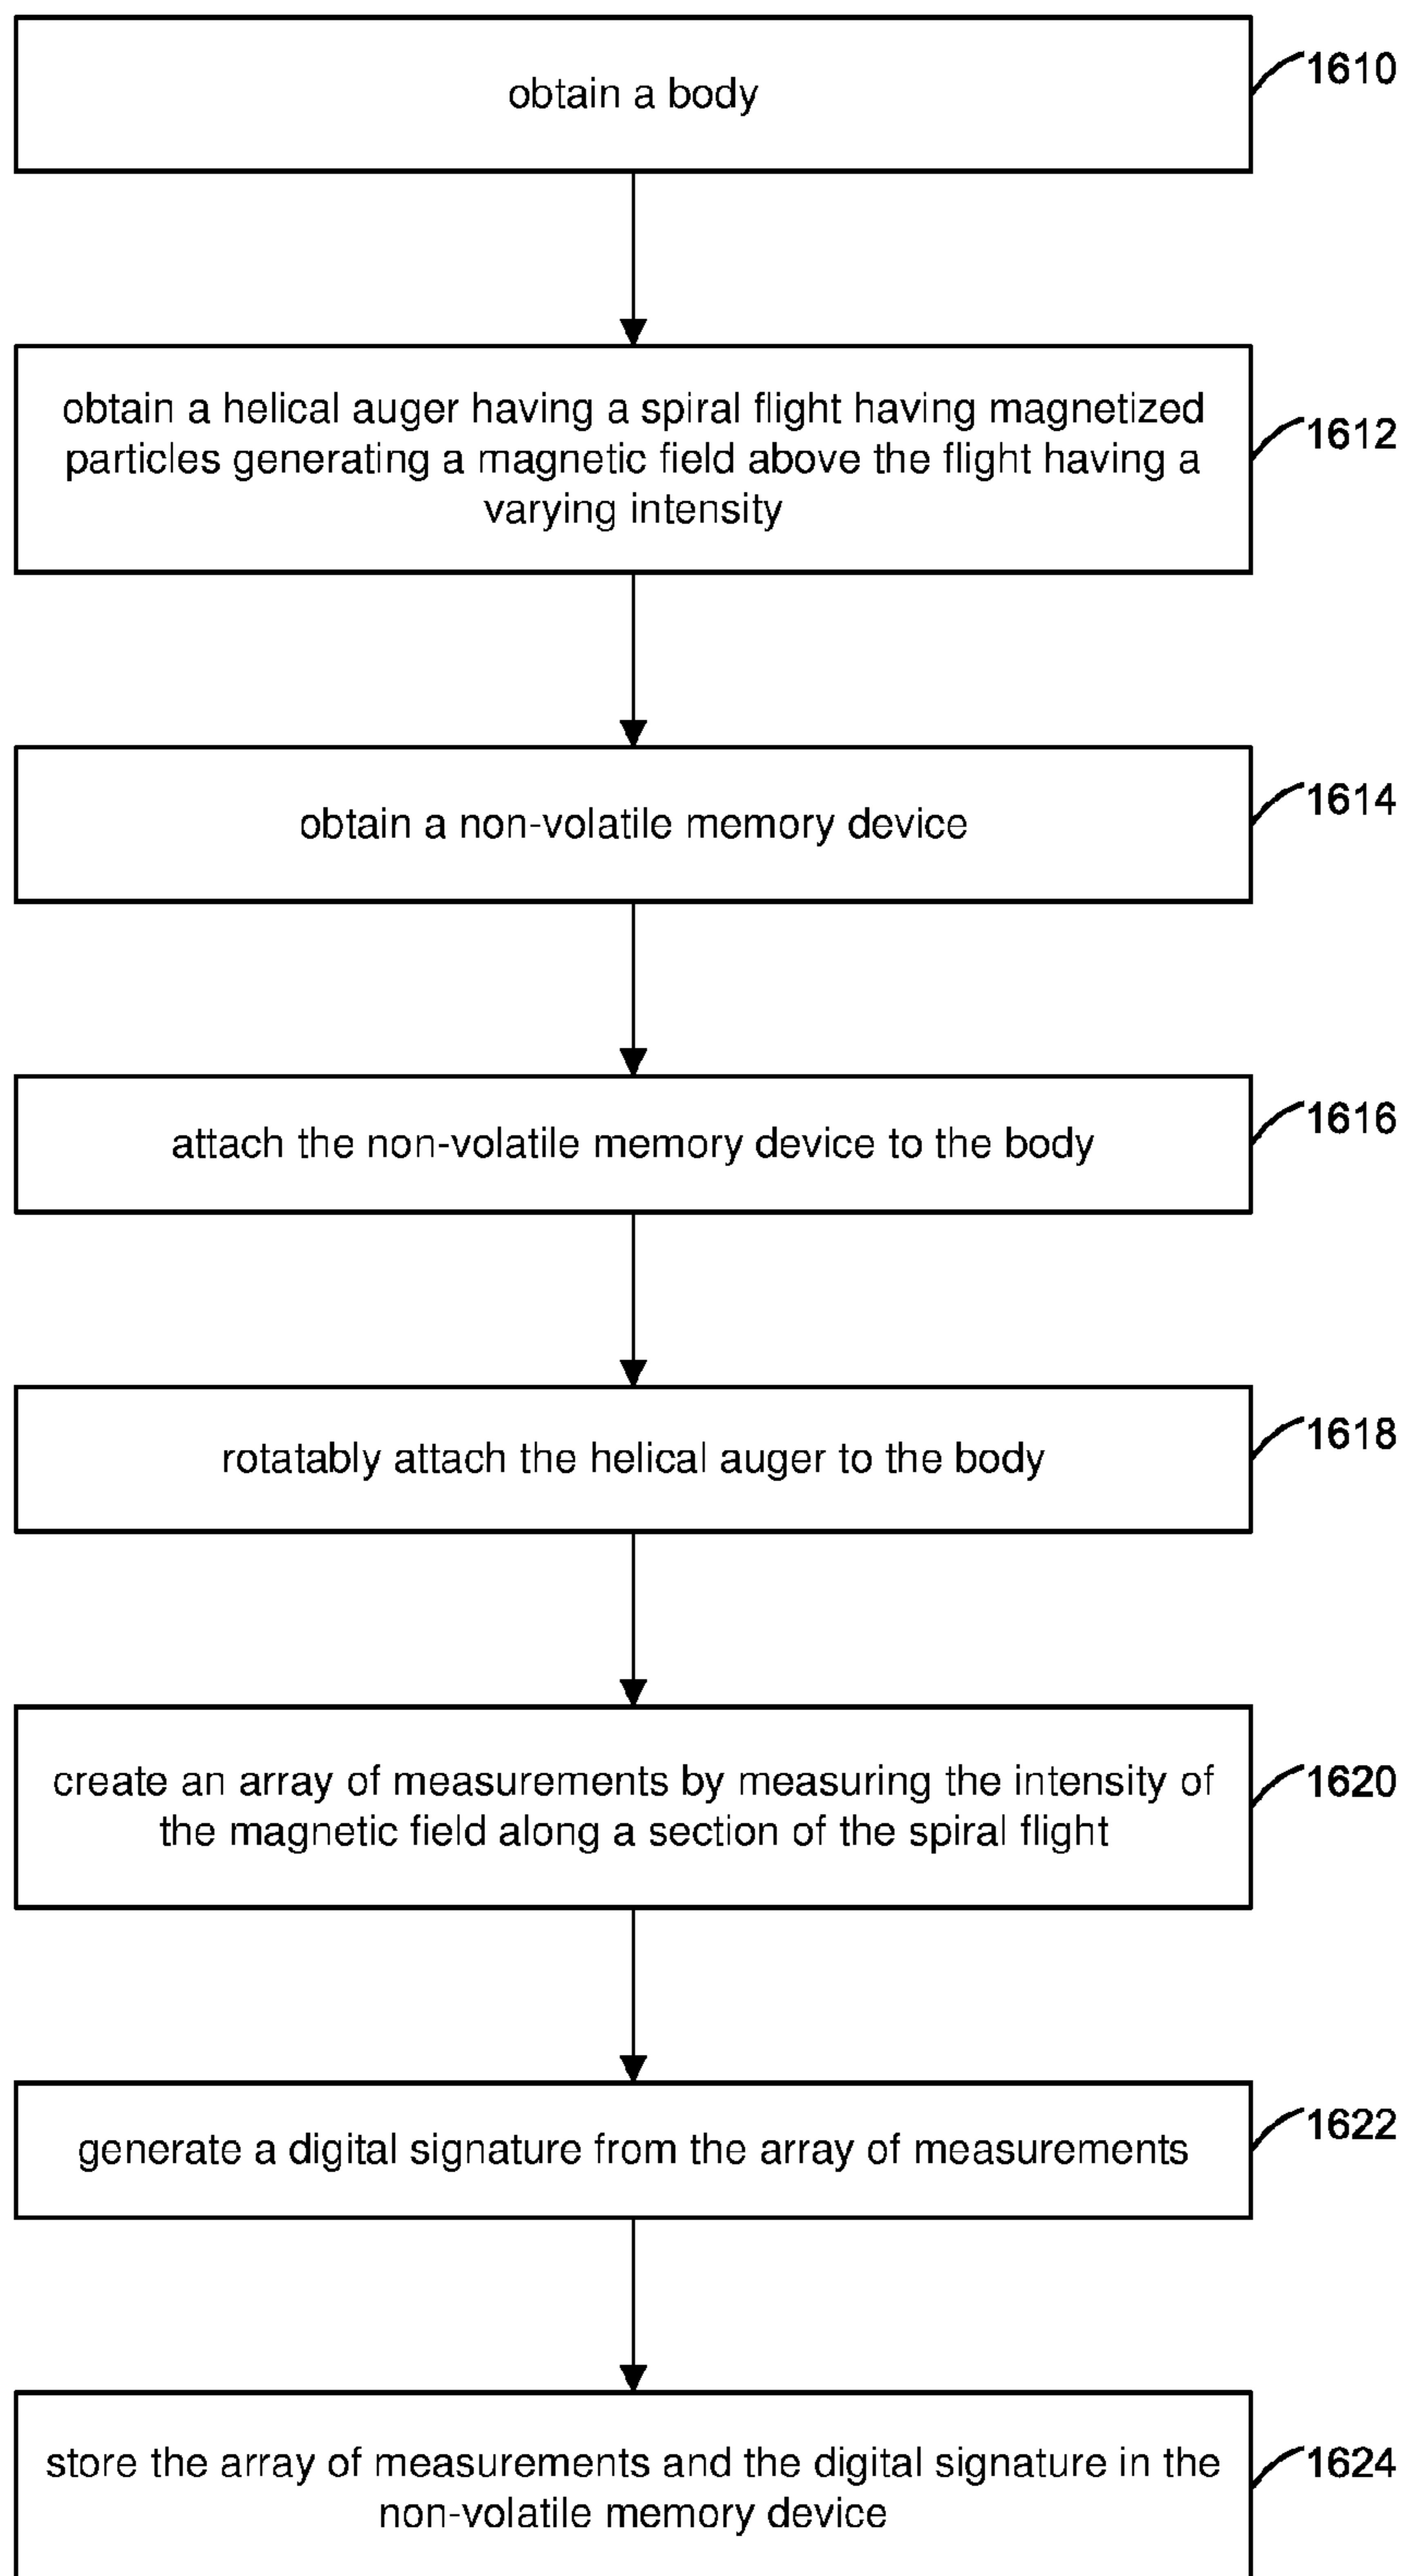 obtain a body
1610
obtain a helical auger having a spiral flight having magnetized
particles generating a magnetic field above the flight having a
varying intensity
1612
obtain a non-volatile memory device
1614
attach the non-volatile memory device to the body
1616
rotatably attach the helical auger to the body
1618
create an array of measurements by measuring the intensity of
the magnetic field along a section of the spiral flight
1620
generate a digital signature from the array of measurements
1622
store the array of measurements and the digital signature in the
non-volatile memory device
1624